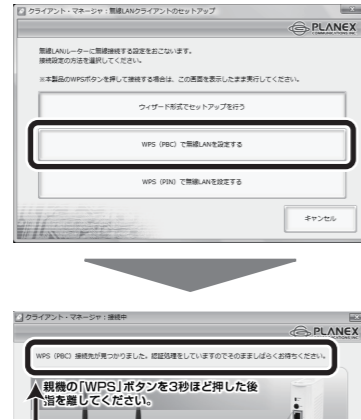 クライアント・マネージャ：無線LANクライアントのセットアップ
PLANEX
COMMUNICATIONS INC.
無線LANルーターに無線接続する設定をおこないます。
接続設定の方法を選択してください。
※本製品のWPSボタンを押して接続する場合は、この画面を表示したまま実行してください。
ウィザード形式でセットアップを行う
WPS（PBC）で無線LANを設定する
WPS（PIN）で無線LANを設定する
キャンセル
クライアント・マネージャ：接続中
PLANEX
COMMUNICATIONS INC.
WPS（PBC）接続先が見つかりました。認証処理をしていますのでそのまましばらくお待ちください。
親機の「WPS」ボタンを3秒ほど押した後
指を離してください。